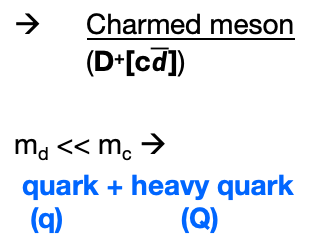 → Charmed meson
(D⁺[cd̅])
m_d << m_c →
quark + heavy quark
(q) (Q)